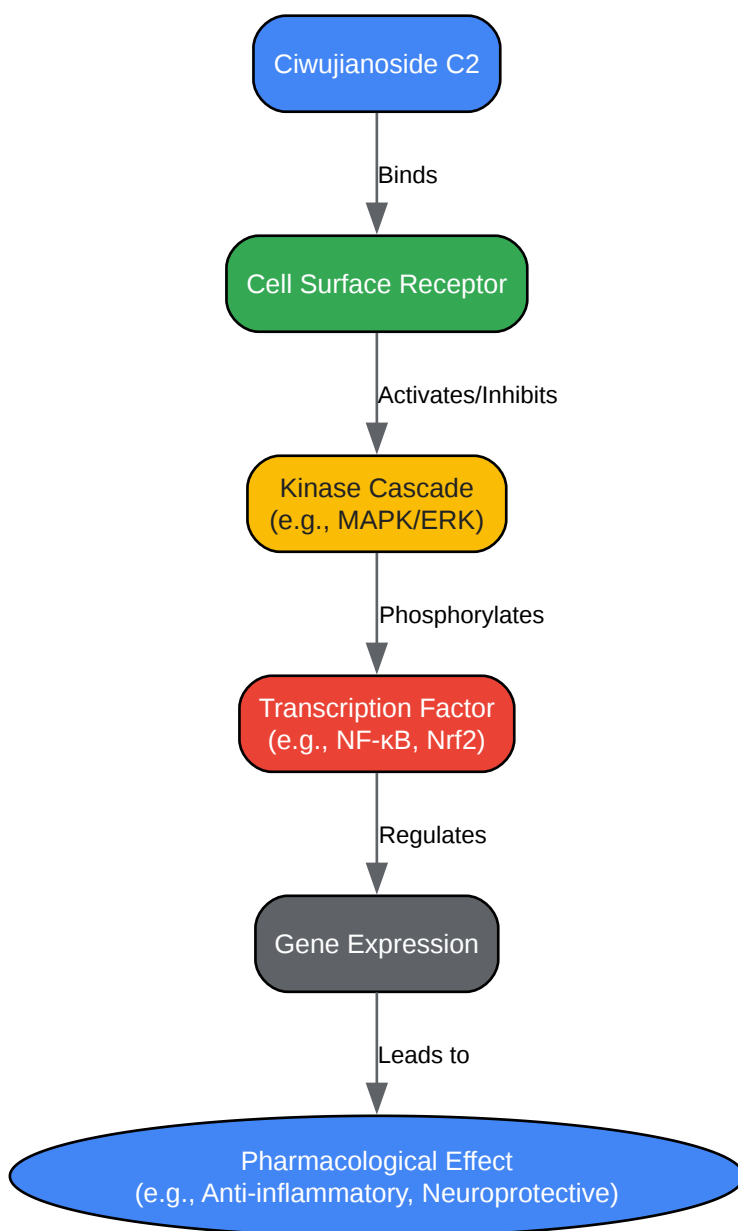 Ciwujianoside C2
Binds
Cell Surface Receptor
Activates/Inhibits
Kinase Cascade
(e.g., MAPK/ERK)
Phosphorylates
Transcription Factor
(e.g., NF-κB, Nrf2)
Regulates
Gene Expression
Leads to
Pharmacological Effect
(e.g., Anti-inflammatory, Neuroprotective)